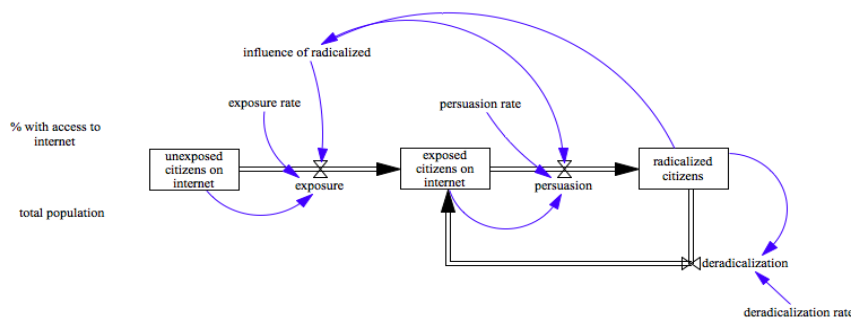 influence of radicalized
exposure rate
persuasion rate
% with access to
internet
unexposed
citizens on
internet
exposure
exposed
citizens on
internet
persuasion
radicalized
citizens
total population
deradicalization
deradicalization rate